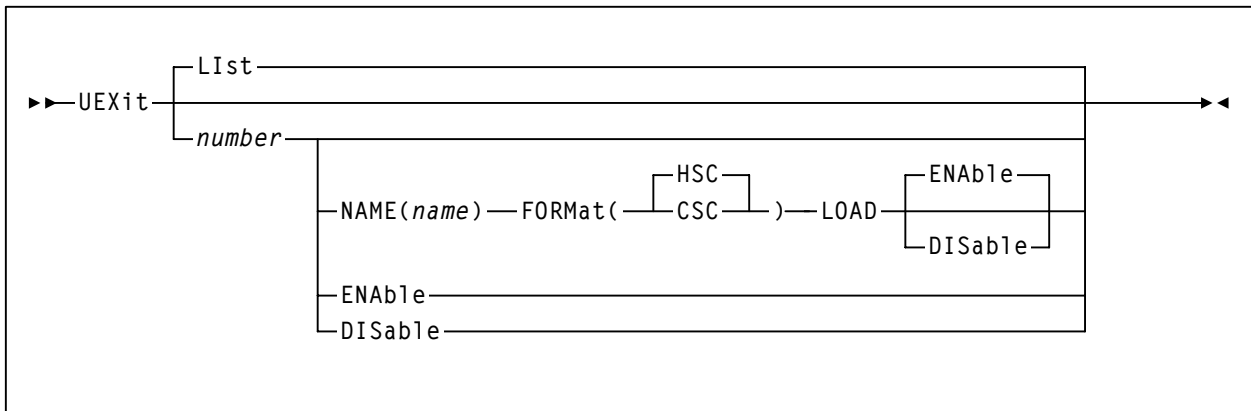 LIst
UEXit
number
HSC ENAble
NAME(name) FORMat( CSC ) LOAD
DISable
ENAble
DISable